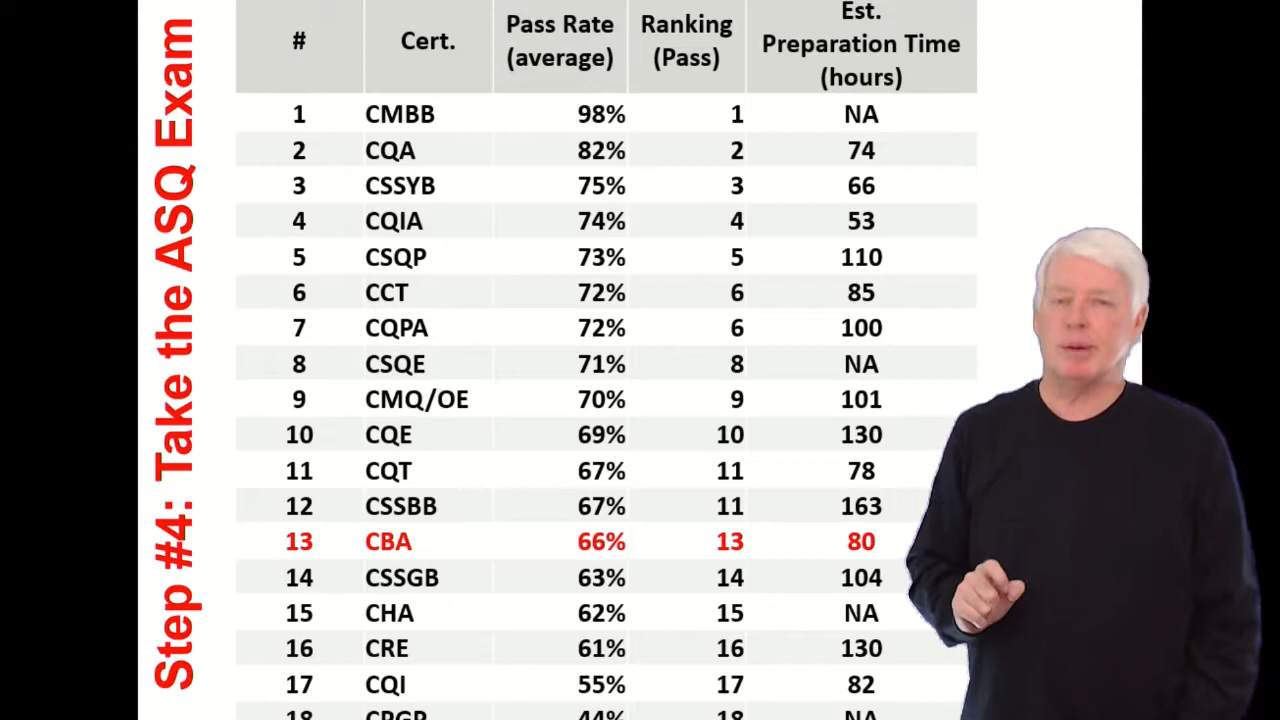 Step #4: Take the ASQ Exam
# Cert. Pass Rate (average) Ranking (Pass) Est. Preparation Time (hours)
1 CMBB 98% 1 NA
2 CQA 82% 2 74
3 CSSYB 75% 3 66
4 CQIA 74% 4 53
5 CSQP 73% 5 110
6 CCT 72% 6 85
7 CQPA 72% 6 100
8 CSQE 71% 8 NA
9 CMQ/OE 70% 9 101
10 CQE 69% 10 130
11 CQT 67% 11 78
12 CSSBB 67% 11 163
13 CBA 66% 13 80
14 CSSGB 63% 14 104
15 CHA 62% 15 NA
16 CRE 61% 16 130
17 CQI 55% 17 82
18 CPGP 44% 18 NA